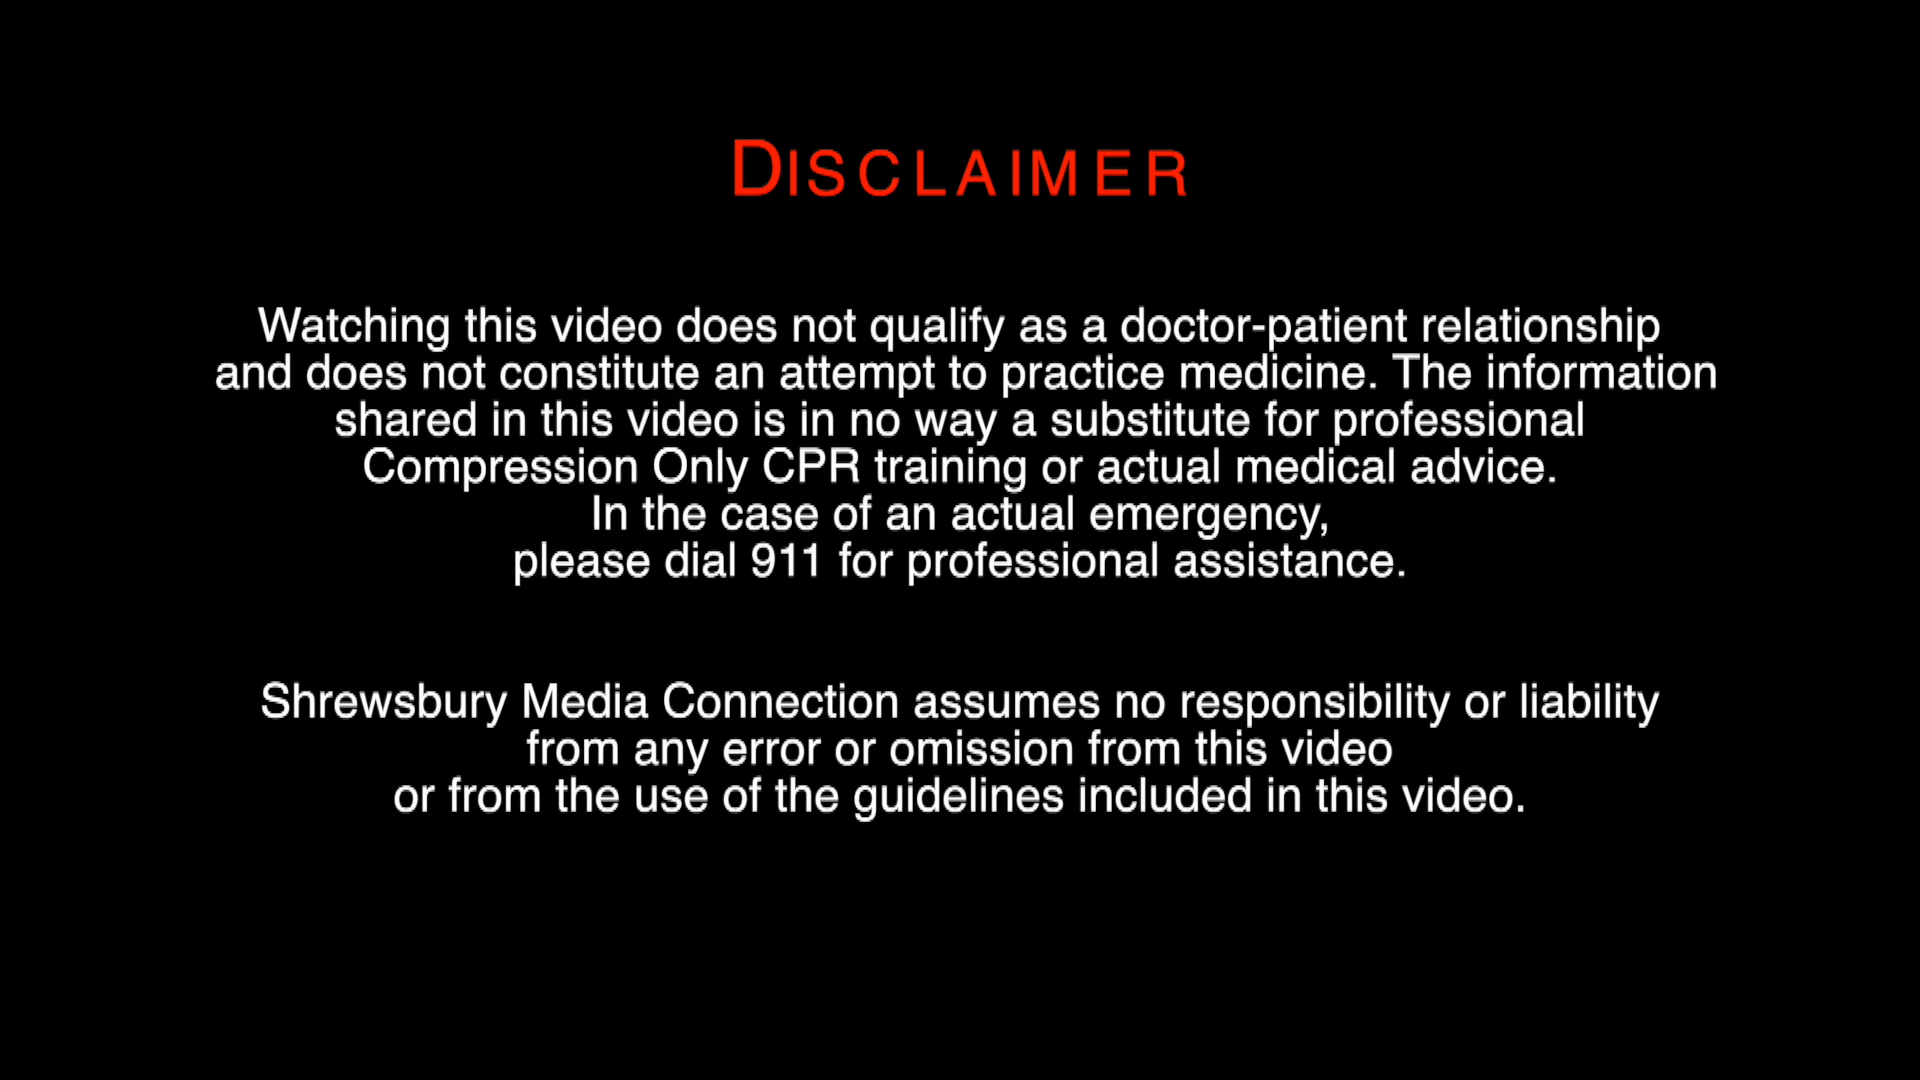 DISCLAIMER
Watching this video does not qualify as a doctor-patient relationship
and does not constitute an attempt to practice medicine. The information
shared in this video is in no way a substitute for professional
Compression Only CPR training or actual medical advice.
In the case of an actual emergency,
please dial 911 for professional assistance.
Shrewsbury Media Connection assumes no responsibility or liability
from any error or omission from this video
or from the use of the guidelines included in this video.